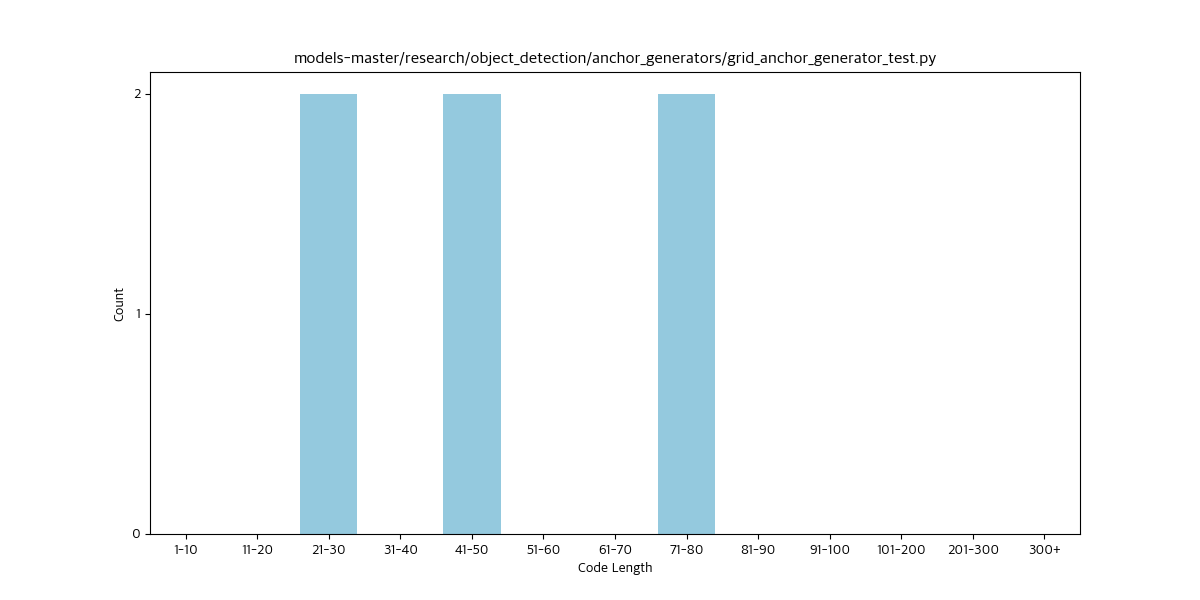 models-master/research/object_detection/anchor_generators/grid_anchor_generator_test.py
2
1
0
Count
1-10 11-20 21-30 31-40 41-50 51-60 61-70 71-80 81-90 91-100 101-200 201-300 300+
Code Length